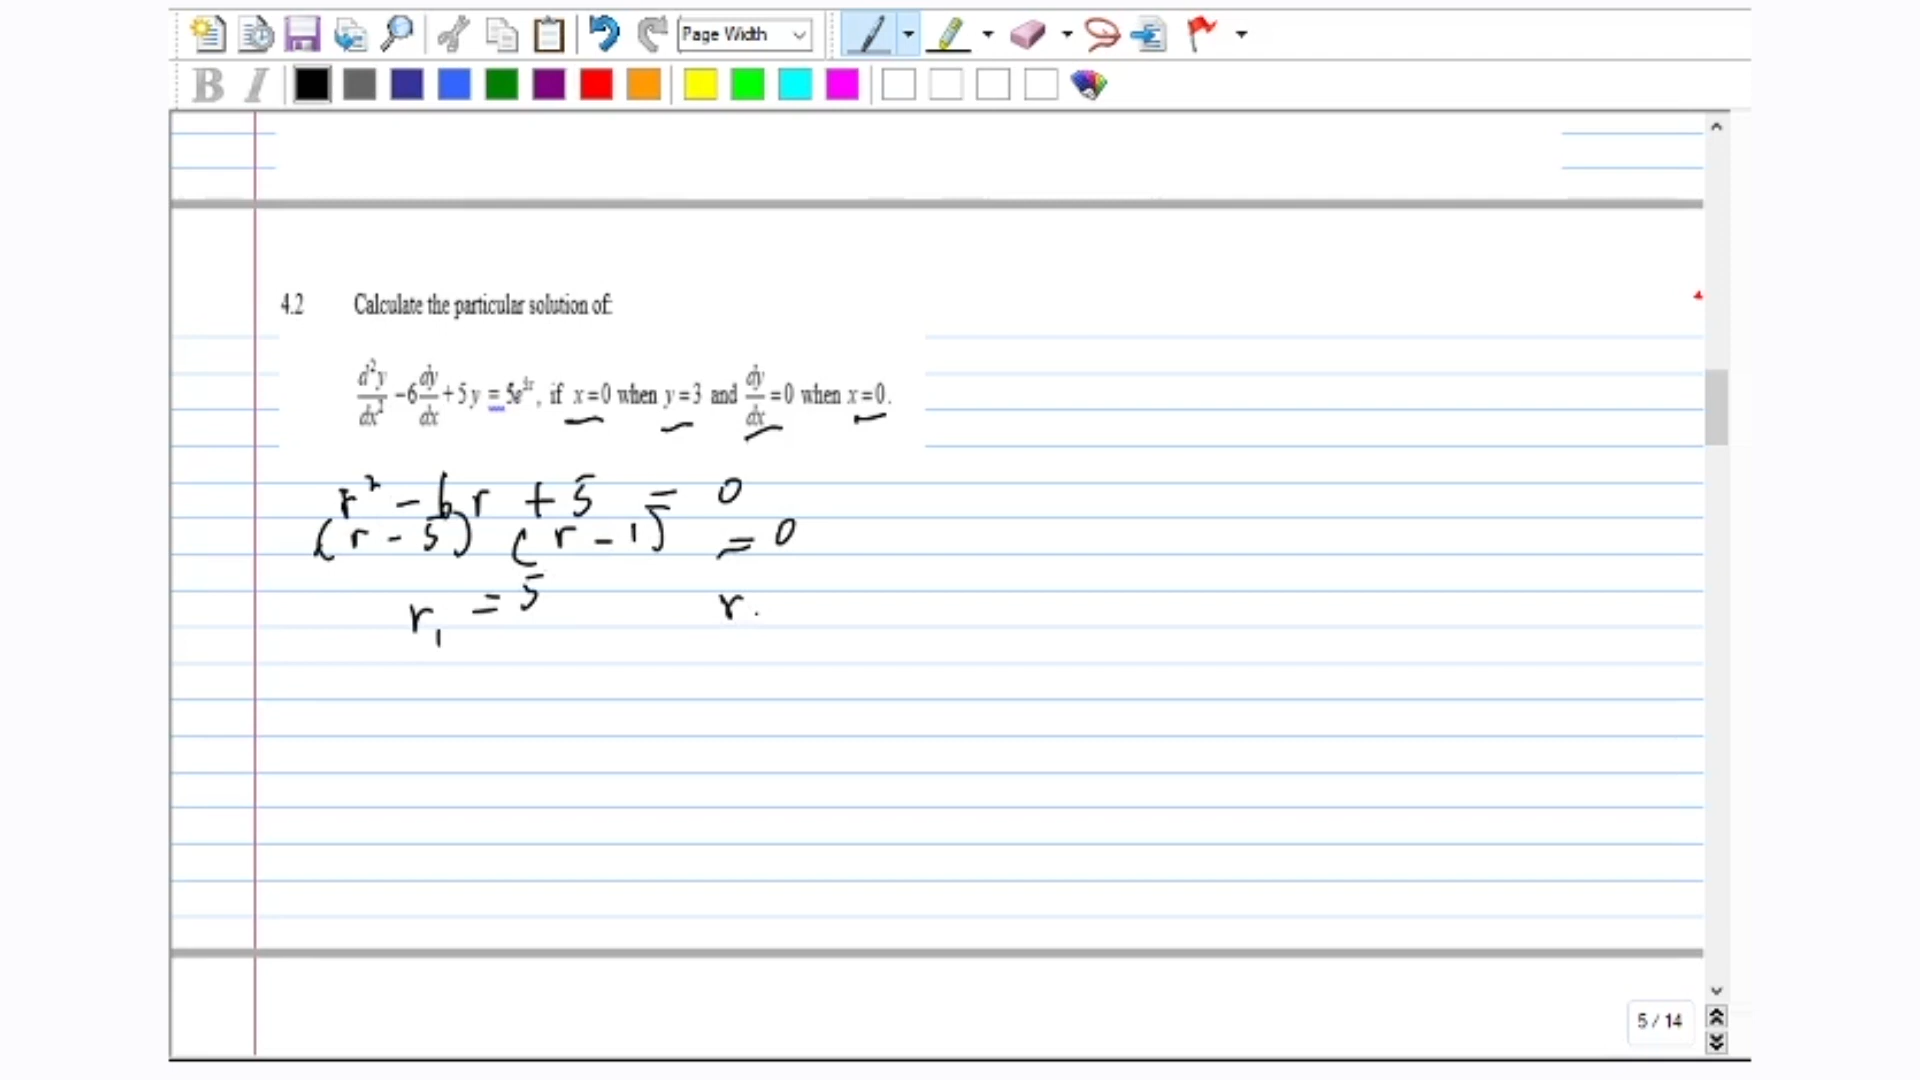 Page Width
B I
4.2 Calculate the particular solution of:
d²y/dx² −6 dy/dx +5y = 5e , if x=0 when y=3 and dy/dx =0 when x=0.
r² − 6r + 5 = 0
(r − 5) (r − 1) = 0
r₁ = 5 r.
5 / 14